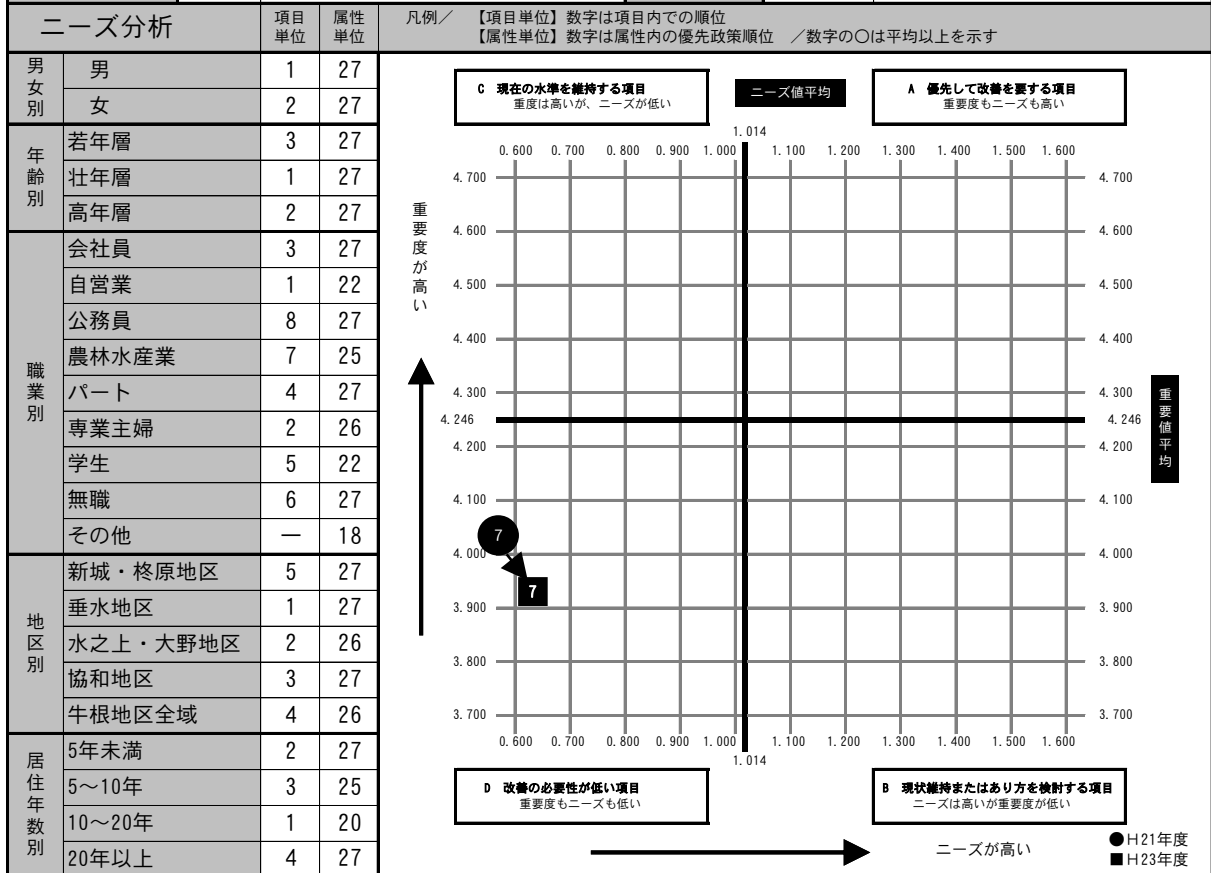 ニーズ分析 項目単位 属性単位
凡例／ 【項目単位】数字は項目内での順位
【属性単位】数字は属性内の優先政策順位 ／数字の〇は平均以上を示す
男女別
男 1 27
女 2 27
年齢別
若年層 3 27
壮年層 1 27
高年層 2 27
職業別
会社員 3 27
自営業 1 22
公務員 8 27
農林水産業 7 25
パート 4 27
専業主婦 2 26
学生 5 22
無職 6 27
その他 ― 18
地区別
新城・柊原地区 5 27
垂水地区 1 27
水之上・大野地区 2 26
協和地区 3 27
牛根地区全域 4 26
居住年数別
5年未満 2 27
5～10年 3 25
10～20年 1 20
20年以上 4 27
C 現在の水準を維持する項目
重度は高いが、ニーズが低い
ニーズ値平均
A 優先して改善を要する項目
重要度もニーズも高い
1.014
0.600 0.700 0.800 0.900 1.000 1.100 1.200 1.300 1.400 1.500 1.600
重要度が高い
4.700 4.700
4.600 4.600
4.500 4.500
4.400 4.400
4.300 4.300
4.246 4.246
重要値平均
4.200 4.200
4.100 4.100
7
4.000 4.000
7
3.900 3.900
3.800 3.800
3.700 3.700
0.600 0.700 0.800 0.900 1.000 1.100 1.200 1.300 1.400 1.500 1.600
1.014
D 改善の必要性が低い項目
重要度もニーズも低い
B 現状維持またはあり方を検討する項目
ニーズは高いが重要度が低い
ニーズが高い
●H21年度
■H23年度